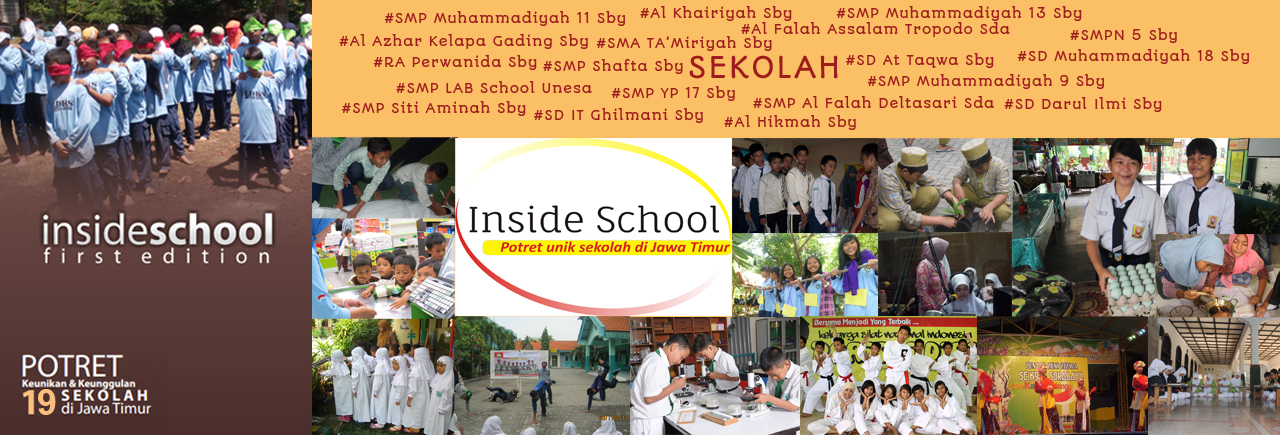 insideschool
first edition
POTRET
Keunikan & Keunggulan
19 SEKOLAH
di Jawa Timur
#SMP Muhammadiyah 11 Sby
#Al Khairiyah Sby
#SMP Muhammadiyah 13 Sby
#Al Falah Assalam Tropodo Sda
#SMPN 5 Sby
#Al Azhar Kelapa Gading Sby
#SMA TA'Miriyah Sby
#RA Perwanida Sby
#SMP Shafta Sby
SEKOLAH
#SD At Taqwa Sby
#SD Muhammadiyah 18 Sby
#SMP LAB School Unesa
#SMP YP 17 Sby
#SMP Muhammadiyah 9 Sby
#SMP Siti Aminah Sby
#SD IT Ghilmani Sby
#SMP Al Falah Deltasari Sda
#SD Darul Ilmi Sby
#Al Hikmah Sby
Inside School
Potret unik sekolah di Jawa Timur
Bersama Menjadi Yang Terbaik ...